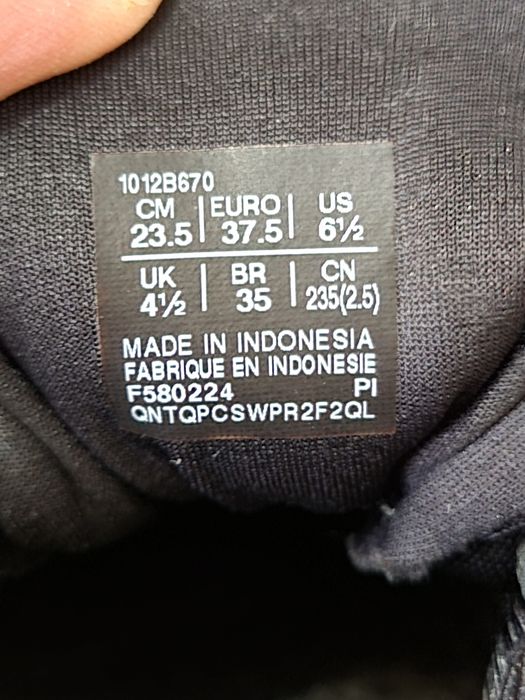 1012B670
CM | EURO | US
23.5 | 37.5 | 6½
UK | BR | CN
4½ | 35 | 235(2.5)
MADE IN INDONESIA
FABRIQUE EN INDONESIE
F580224 PI
QNTQPCSWPR2F2QL